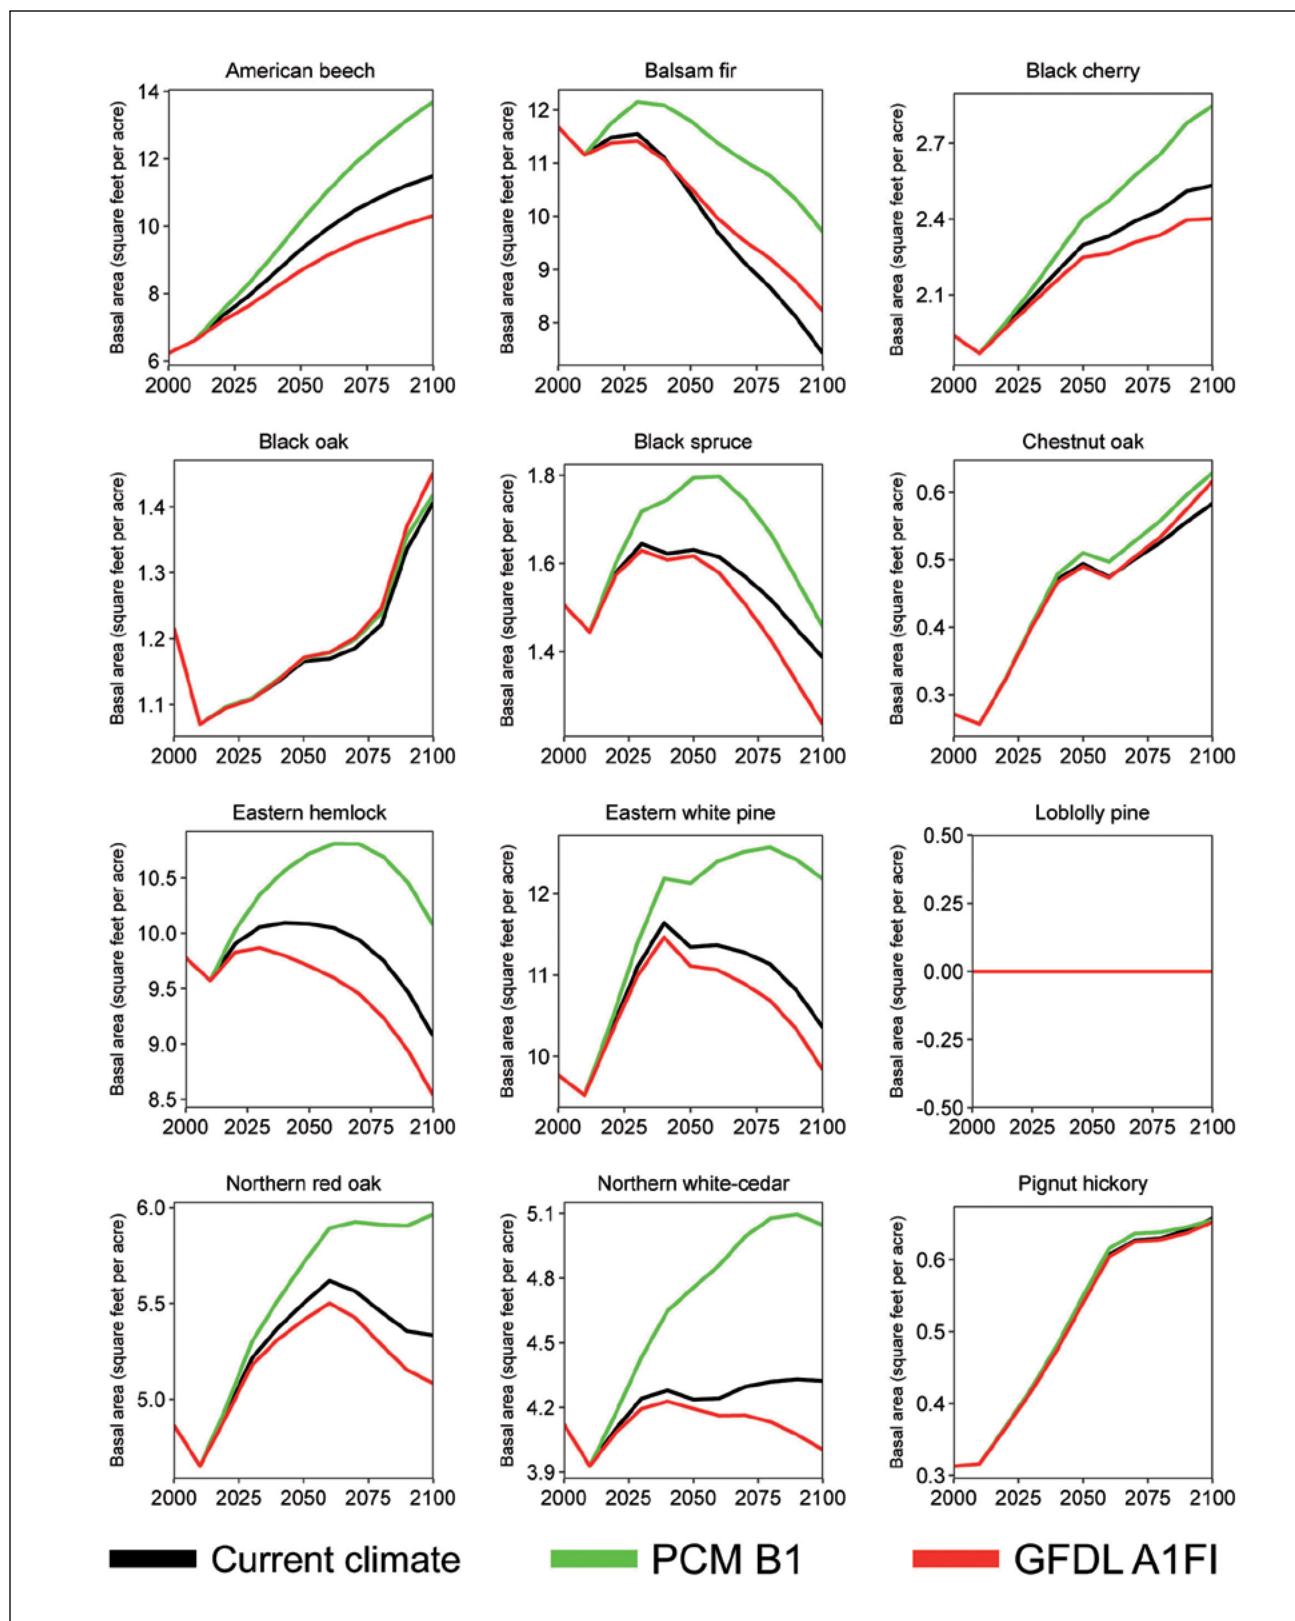 American beech
Balsam fir
Black cherry
Basal area (square feet per acre)
14
12
10
8
6
2000 2025 2050 2075 2100
Basal area (square feet per acre)
12
11
10
9
8
2000 2025 2050 2075 2100
Basal area (square feet per acre)
2.7
2.4
2.1
2000 2025 2050 2075 2100
Black oak
Black spruce
Chestnut oak
Basal area (square feet per acre)
1.4
1.3
1.2
1.1
2000 2025 2050 2075 2100
Basal area (square feet per acre)
1.8
1.6
1.4
2000 2025 2050 2075 2100
Basal area (square feet per acre)
0.6
0.5
0.4
0.3
2000 2025 2050 2075 2100
Eastern hemlock
Eastern white pine
Loblolly pine
Basal area (square feet per acre)
10.5
10.0
9.5
9.0
8.5
2000 2025 2050 2075 2100
Basal area (square feet per acre)
12
11
10
2000 2025 2050 2075 2100
Basal area (square feet per acre)
0.50
0.25
0.00
-0.25
-0.50
2000 2025 2050 2075 2100
Northern red oak
Northern white-cedar
Pignut hickory
Basal area (square feet per acre)
6.0
5.5
5.0
2000 2025 2050 2075 2100
Basal area (square feet per acre)
5.1
4.8
4.5
4.2
3.9
2000 2025 2050 2075 2100
Basal area (square feet per acre)
0.6
0.5
0.4
0.3
2000 2025 2050 2075 2100
Current climate
PCM B1
GFDL A1FI